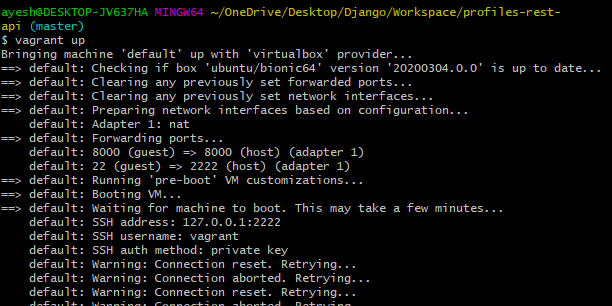 ayesh@DESKTOP-JV637HA MINGW64 ~/OneDrive/Desktop/Django/Workspace/profiles-rest-
api (master)
$ vagrant up
Bringing machine 'default' up with 'virtualbox' provider...
==> default: Checking if box 'ubuntu/bionic64' version '20200304.0.0' is up to date...
==> default: Clearing any previously set forwarded ports...
==> default: Clearing any previously set network interfaces...
==> default: Preparing network interfaces based on configuration...
default: Adapter 1: nat
==> default: Forwarding ports...
default: 8000 (guest) => 8000 (host) (adapter 1)
default: 22 (guest) => 2222 (host) (adapter 1)
==> default: Running 'pre-boot' VM customizations...
==> default: Booting VM...
==> default: Waiting for machine to boot. This may take a few minutes...
default: SSH address: 127.0.0.1:2222
default: SSH username: vagrant
default: SSH auth method: private key
default: Warning: Connection reset. Retrying...
default: Warning: Connection aborted. Retrying...
default: Warning: Connection reset. Retrying...
default: Warning: Connection aborted. Retrying...